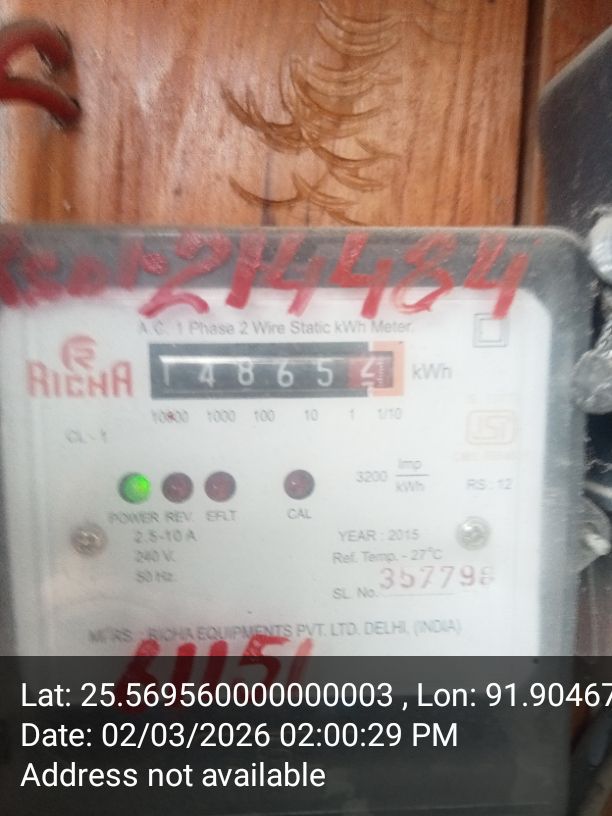 214484
A.C. 1 Phase 2 Wire Static kWh Meter.
RICHA
14865 kWh
10000 1000 100 10 1 1/10
CL - 1
ISI
3200 Imp/kWh
RS : 12
POWER REV. EFLT CAL
2.5-10 A
YEAR : 2015
240 V.
Ref. Temp. - 27°C
50 Hz.
SL. No. 357798
MFRS. : RICHA EQUIPMENTS PVT. LTD. DELHI, (INDIA)
Lat: 25.569560000000003 , Lon: 91.90467
Date: 02/03/2026 02:00:29 PM
Address not available